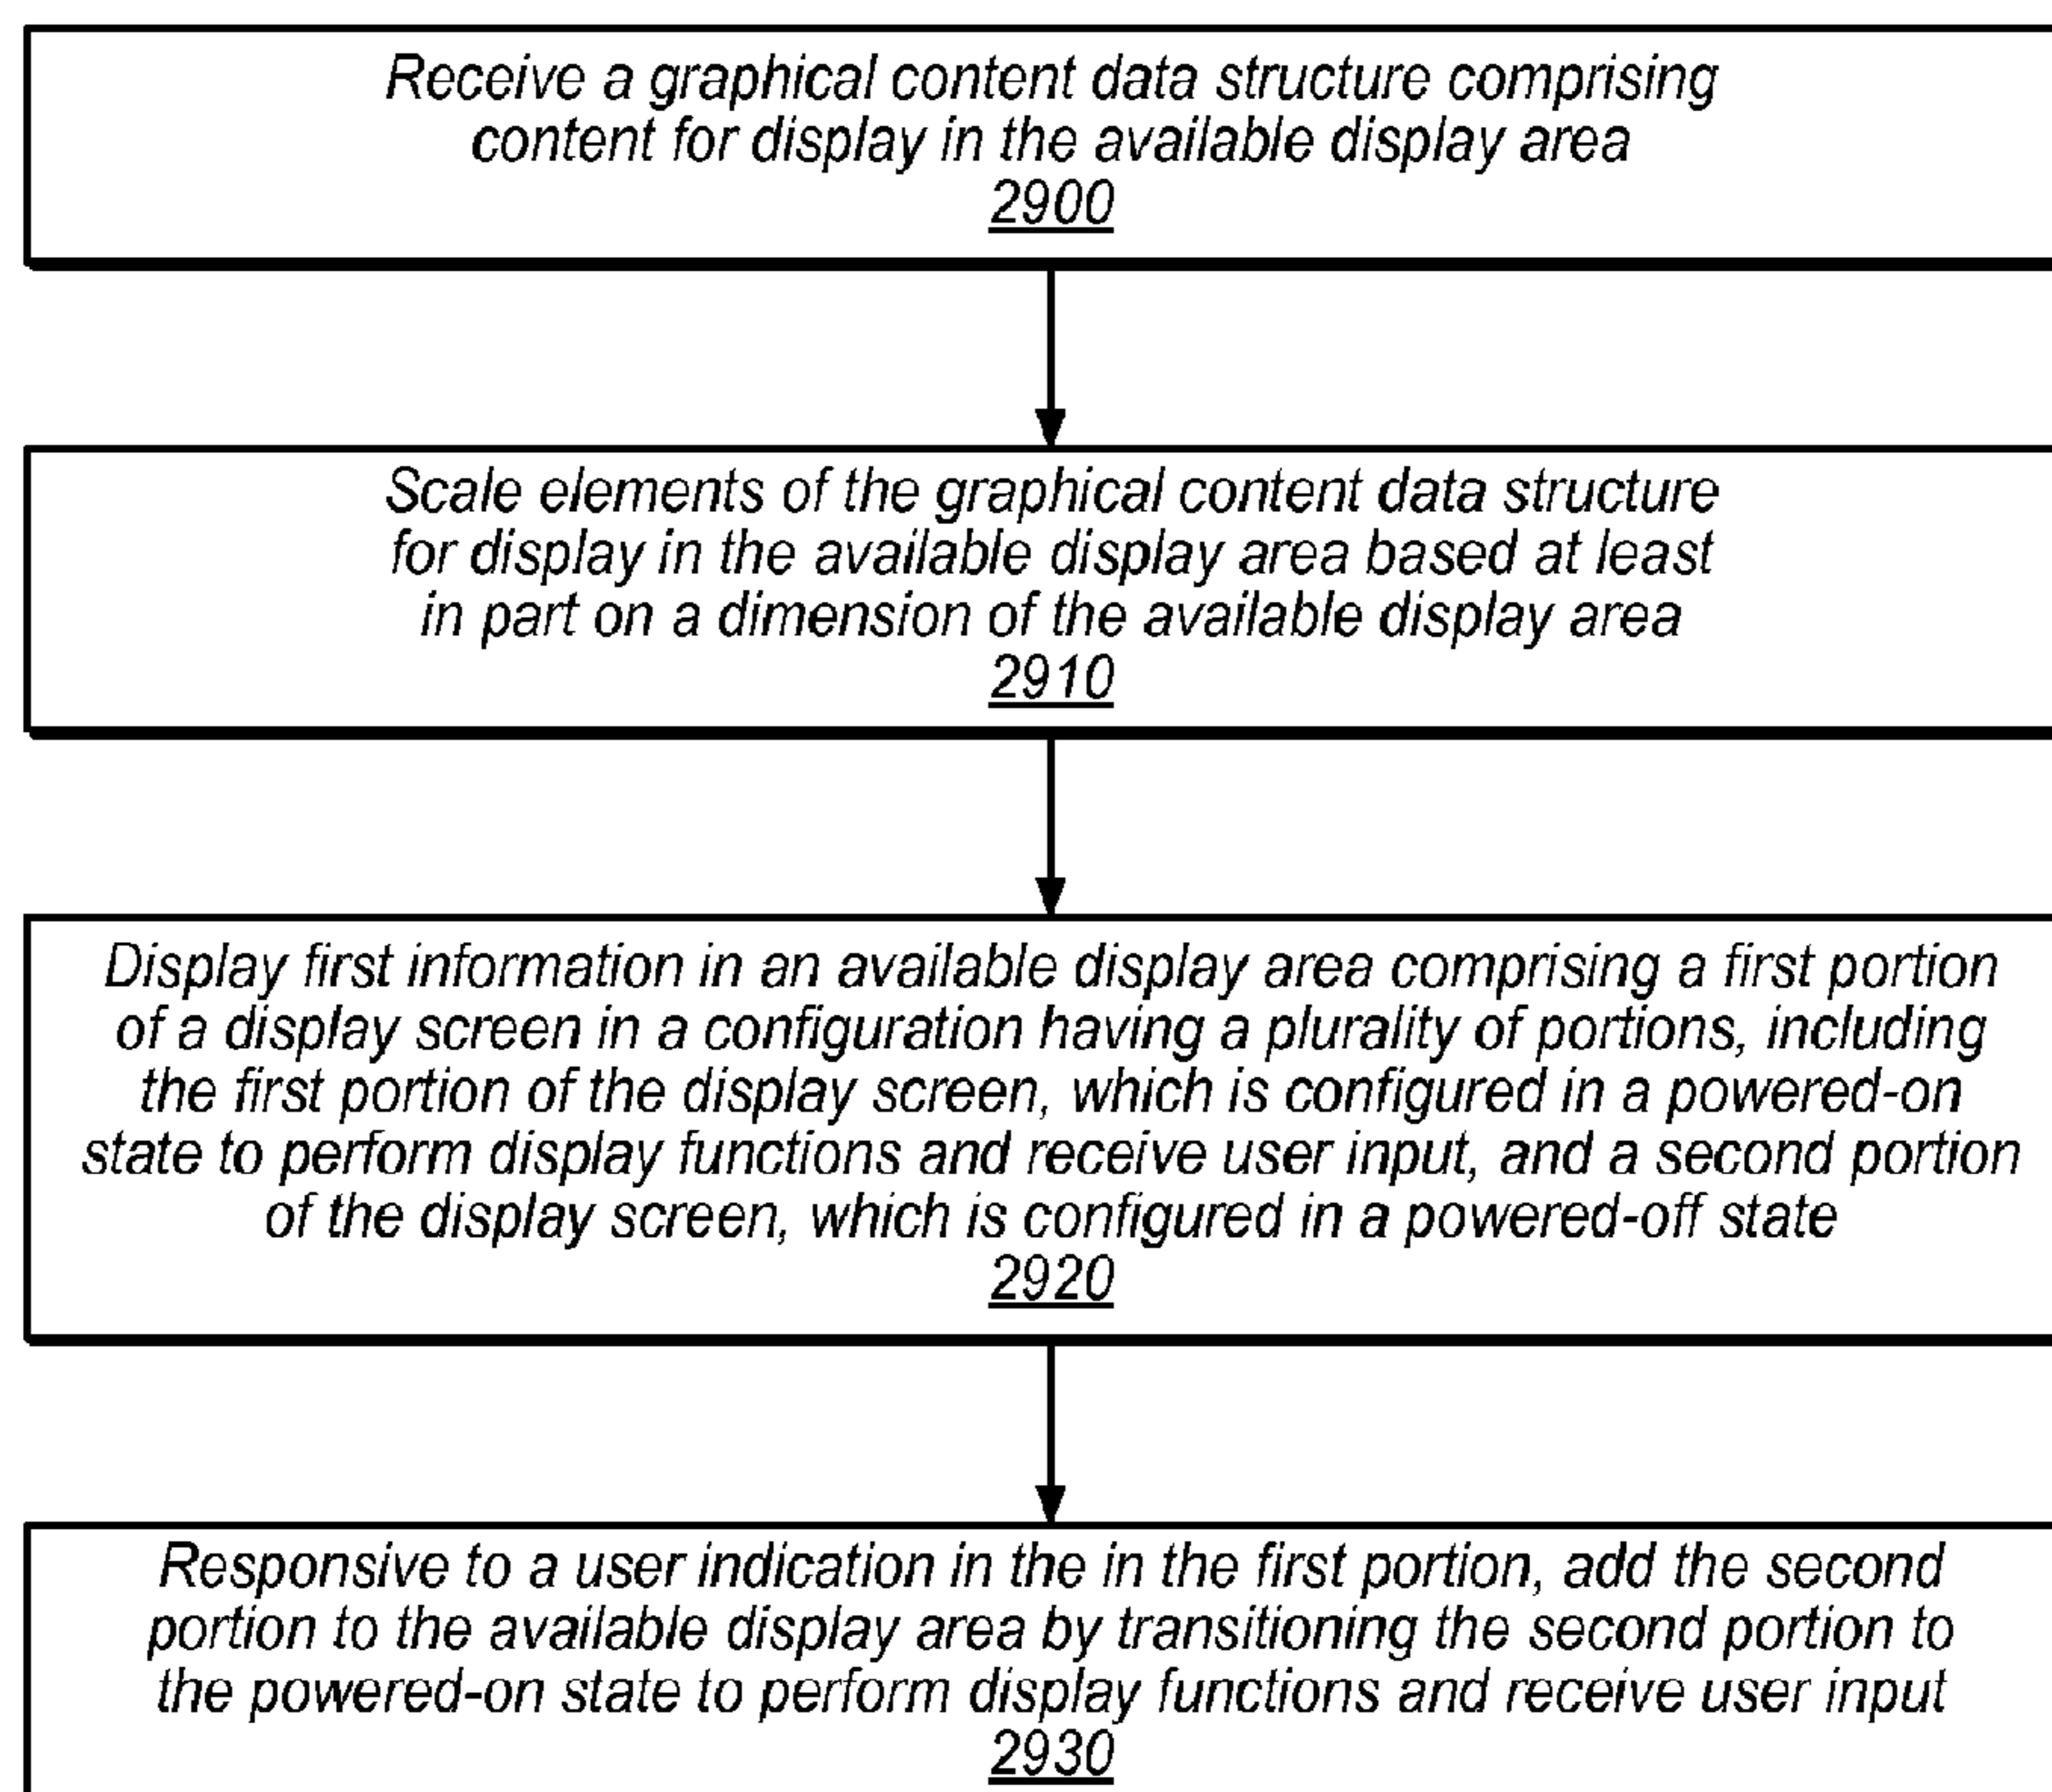 Receive a graphical content data structure comprising
content for display in the available display area
2900
Scale elements of the graphical content data structure
for display in the available display area based at least
in part on a dimension of the available display area
2910
Display first information in an available display area comprising a first portion
of a display screen in a configuration having a plurality of portions, including
the first portion of the display screen, which is configured in a powered-on
state to perform display functions and receive user input, and a second portion
of the display screen, which is configured in a powered-off state
2920
Responsive to a user indication in the in the first portion, add the second
portion to the available display area by transitioning the second portion to
the powered-on state to perform display functions and receive user input
2930